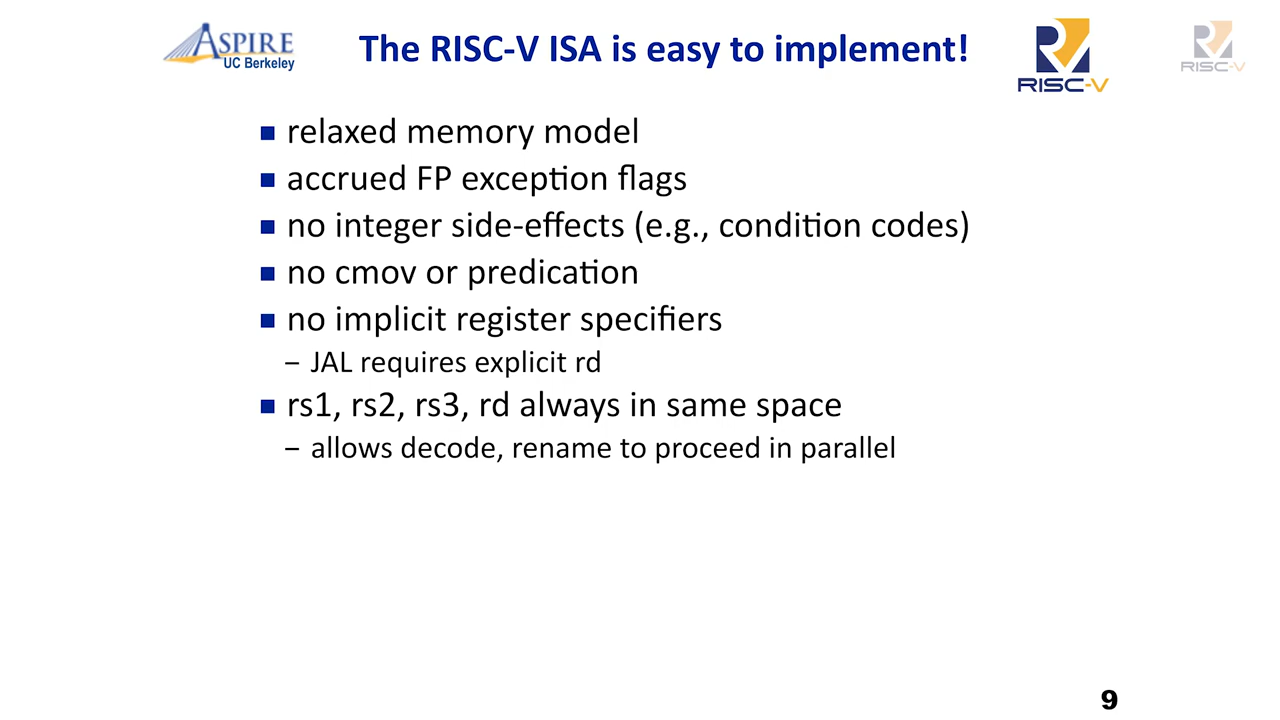 ASPIRE
UC Berkeley
The RISC-V ISA is easy to implement!
RISC-V
RISC-V
relaxed memory model
accrued FP exception flags
no integer side-effects (e.g., condition codes)
no cmov or predication
no implicit register specifiers
– JAL requires explicit rd
rs1, rs2, rs3, rd always in same space
– allows decode, rename to proceed in parallel
9